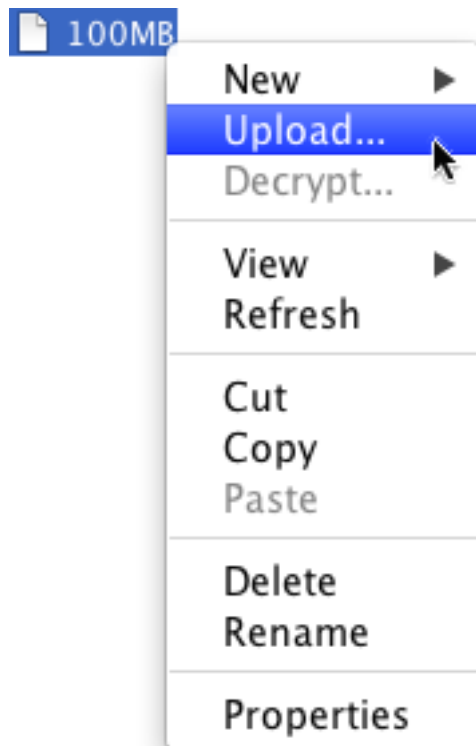 100MB
New
Upload...
Decrypt...
View
Refresh
Cut
Copy
Paste
Delete
Rename
Properties